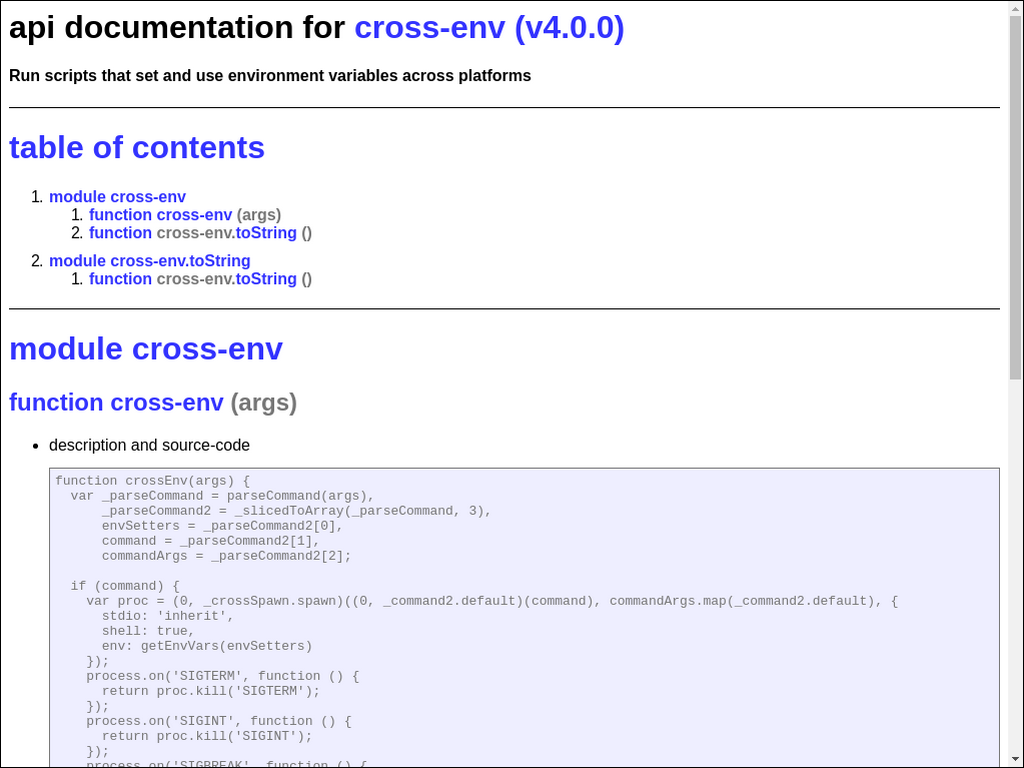 api documentation for cross-env (v4.0.0)
Run scripts that set and use environment variables across platforms
table of contents
1. module cross-env
1. function cross-env (args)
2. function cross-env.toString ()
2. module cross-env.toString
1. function cross-env.toString ()
module cross-env
function cross-env (args)
• description and source-code
function crossEnv(args) {
  var _parseCommand = parseCommand(args),
      _parseCommand2 = _slicedToArray(_parseCommand, 3),
      envSetters = _parseCommand2[0],
      command = _parseCommand2[1],
      commandArgs = _parseCommand2[2];
  if (command) {
    var proc = (0, _crossSpawn.spawn)((0, _command2.default)(command), commandArgs.map(_command2.default), {
      stdio: 'inherit',
      shell: true,
      env: getEnvVars(envSetters)
    });
    process.on('SIGTERM', function () {
      return proc.kill('SIGTERM');
    });
    process.on('SIGINT', function () {
      return proc.kill('SIGINT');
    });
    process.on('SIGBREAK', function () {